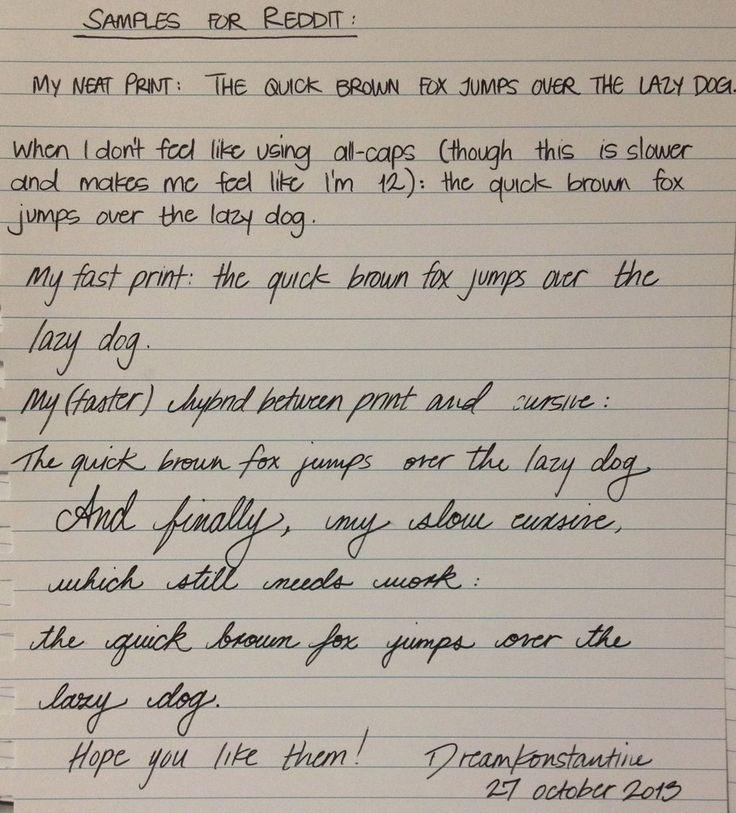 SAMPLES FOR REDDIT:
MY NEAT PRINT: THE QUICK BROWN FOX JUMPS OVER THE LAZY DOG.
When I don't feel like using all-caps (though this is slower
and makes me feel like I'm 12): the quick brown fox
jumps over the lazy dog.
My fast print: the quick brown fox jumps over the
lazy dog.
My (faster) hybrid between print and cursive:
The quick brown fox jumps over the lazy dog
And finally, my slow cursive,
which still needs work:
the quick brown fox jumps over the
lazy dog.
Hope you like them! DreamKonstantine
27 october 2013